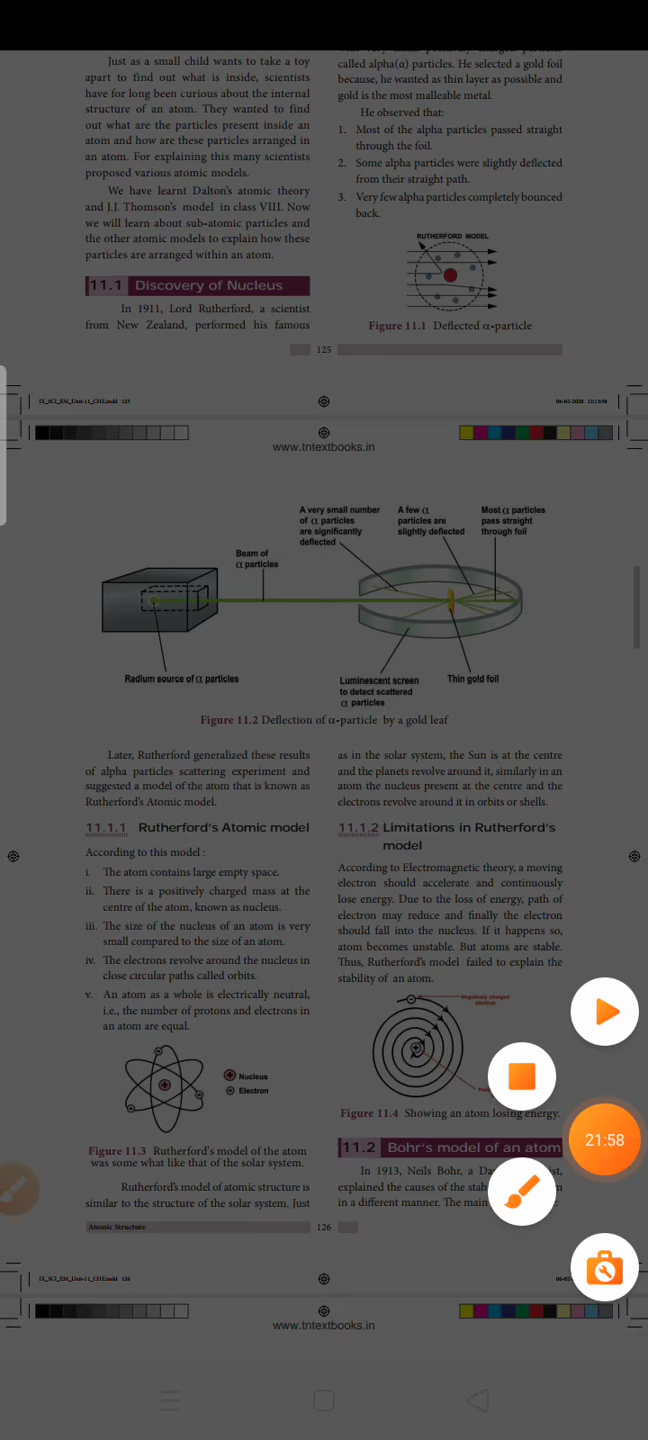 Just as a small child wants to take a toy
apart to find out what is inside, scientists
have for long been curious about the internal
structure of an atom. They wanted to find
out what are the particles present inside an
atom and how are these particles arranged in
an atom. For explaining this many scientists
proposed various atomic models.
We have learnt Dalton's atomic theory
and J.J. Thomson's model in class VIII. Now
we will learn about sub-atomic particles and
the other atomic models to explain how these
particles are arranged within an atom.
11.1 Discovery of Nucleus
In 1911, Lord Rutherford, a scientist
from New Zealand, performed his famous
called alpha(α) particles. He selected a gold foil
because, he wanted as thin layer as possible and
gold is the most malleable metal.
He observed that:
1. Most of the alpha particles passed straight
through the foil.
2. Some alpha particles were slightly deflected
from their straight path.
3. Very few alpha particles completely bounced
back.
RUTHERFORD MODEL
Figure 11.1 Deflected α-particle
125
IX_SCI_EM_Unit-11_CHE.indd 125
06-02-2020 12:13:58
www.tntextbooks.in
A very small number
of α particles
are significantly
deflected
A few α
particles are
slightly deflected
Most α particles
pass straight
through foil
Beam of
α particles
Radium source of α particles
Luminescent screen
to detect scattered
α particles
Thin gold foil
Figure 11.2 Deflection of α-particle by a gold leaf
Later, Rutherford generalized these results
of alpha particles scattering experiment and
suggested a model of the atom that is known as
Rutherford's Atomic model.
11.1.1 Rutherford's Atomic model
According to this model :
i. The atom contains large empty space.
ii. There is a positively charged mass at the
centre of the atom, known as nucleus.
iii. The size of the nucleus of an atom is very
small compared to the size of an atom.
iv. The electrons revolve around the nucleus in
close circular paths called orbits.
v. An atom as a whole is electrically neutral,
i.e., the number of protons and electrons in
an atom are equal.
Nucleus
Electron
Figure 11.3 Rutherford's model of the atom
was some what like that of the solar system.
Rutherford's model of atomic structure is
similar to the structure of the solar system. Just
as in the solar system, the Sun is at the centre
and the planets revolve around it, similarly in an
atom the nucleus present at the centre and the
electrons revolve around it in orbits or shells.
11.1.2 Limitations in Rutherford's
model
According to Electromagnetic theory, a moving
electron should accelerate and continuously
lose energy. Due to the loss of energy, path of
electron may reduce and finally the electron
should fall into the nucleus. If it happens so,
atom becomes unstable. But atoms are stable.
Thus, Rutherford's model failed to explain the
stability of an atom.
Negatively charged
electron
Figure 11.4 Showing an atom losing energy.
11.2 Bohr's model of an atom
In 1913, Neils Bohr, a
explained the causes of the
in a different manner. The main
21:58
Atomic Structure
126
IX_SCI_EM_Unit-11_CHE.indd 126
www.tntextbooks.in